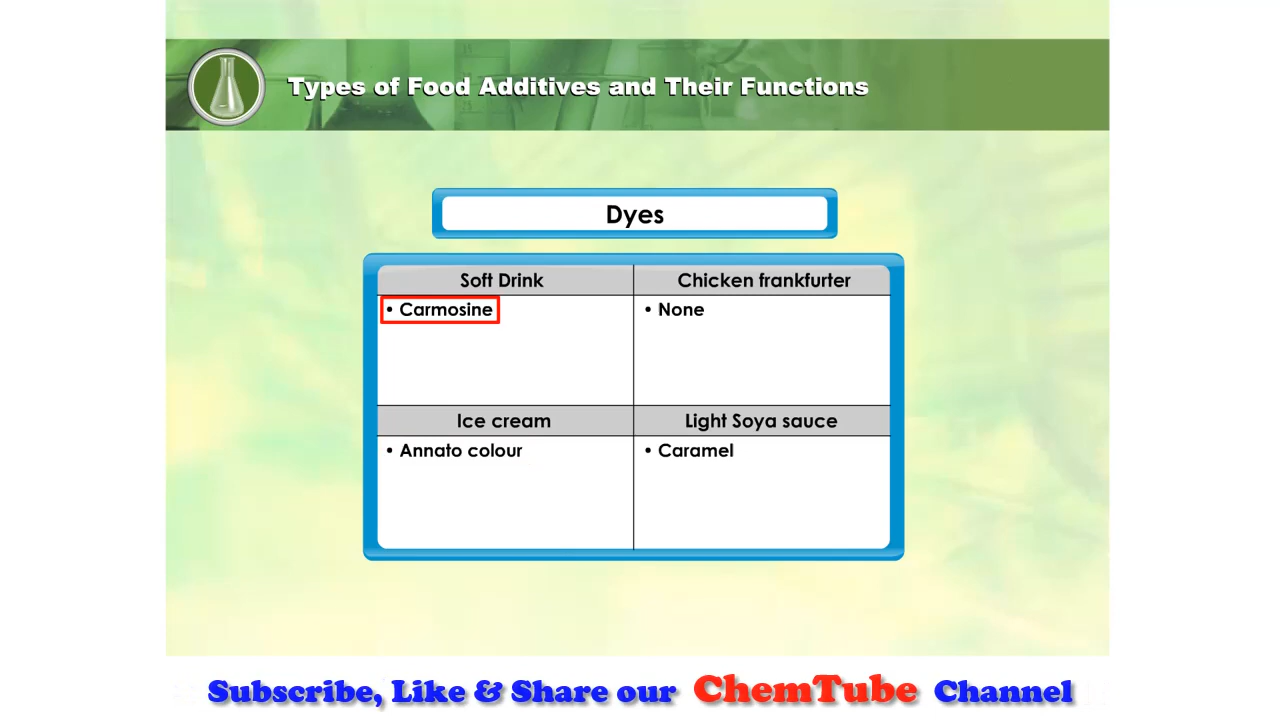 Types of Food Additives and Their Functions
Dyes
Soft Drink
Chicken frankfurter
• Carmosine
• None
Ice cream
Light Soya sauce
• Annato colour
• Caramel
Subscribe, Like & Share our ChemTube Channel